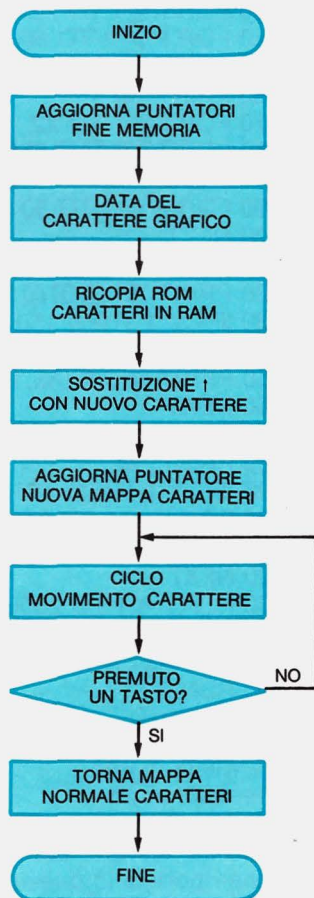 INIZIO
AGGIORNA PUNTATORI
FINE MEMORIA
DATA DEL
CARATTERE GRAFICO
RICOPIA ROM
CARATTERI IN RAM
SOSTITUZIONE ↑
CON NUOVO CARATTERE
AGGIORNA PUNTATORE
NUOVA MAPPA CARATTERI
CICLO
MOVIMENTO CARATTERE
PREMUTO
UN TASTO?
NO
SI
TORNA MAPPA
NORMALE CARATTERI
FINE